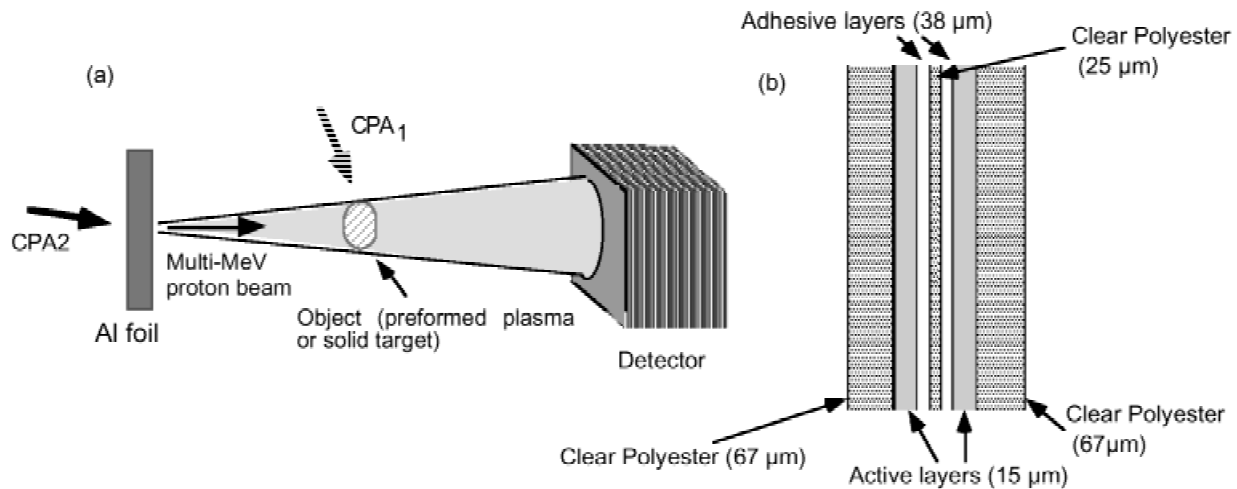 (a)
CPA1
CPA2
Multi-MeV
proton beam
Al foil
Object (preformed plasma
or solid target)
Detector
Adhesive layers (38 µm)
Clear Polyester
(25 µm)
(b)
Clear Polyester (67 µm)
Active layers (15 µm)
Clear Polyester
(67µm)